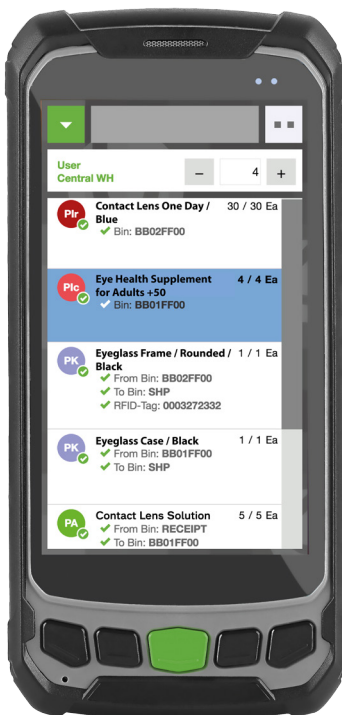 User
Central WH
− 4 +
PIr Contact Lens One Day / 30 / 30 Ea
Blue
Bin: BB02FF00
PIc Eye Health Supplement 4 / 4 Ea
for Adults +50
Bin: BB01FF00
PK Eyeglass Frame / Rounded / 1 / 1 Ea
Black
From Bin: BB02FF00
To Bin: SHP
RFID-Tag: 0003272332
PK Eyeglass Case / Black 1 / 1 Ea
From Bin: BB01FF00
To Bin: SHP
PA Contact Lens Solution 5 / 5 Ea
From Bin: RECEIPT
To Bin: BB01FF00